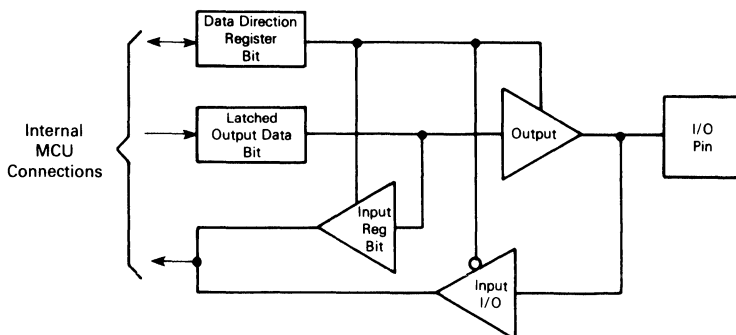 Data Direction
Register
Bit
Latched
Output Data
Bit
Internal
MCU
Connections
Output
I/O
Pin
Input
Reg
Bit
Input
I/O